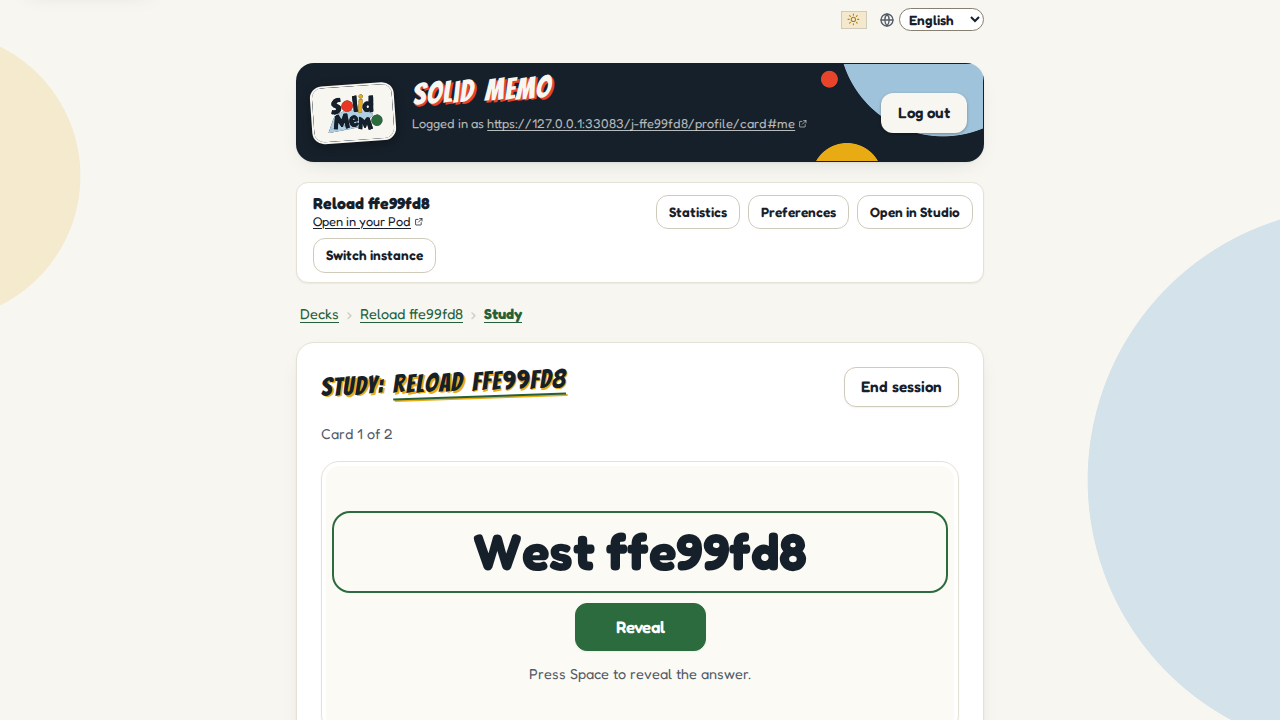 English
Solid Memo
SOLID MEMO
Logged in as https://127.0.0.1:33083/j-ffe99fd8/profile/card#me
Log out
Reload ffe99fd8
Open in your Pod
Statistics
Preferences
Open in Studio
Switch instance
Decks › Reload ffe99fd8 › Study
STUDY: RELOAD FFE99FD8
End session
Card 1 of 2
West ffe99fd8
Reveal
Press Space to reveal the answer.